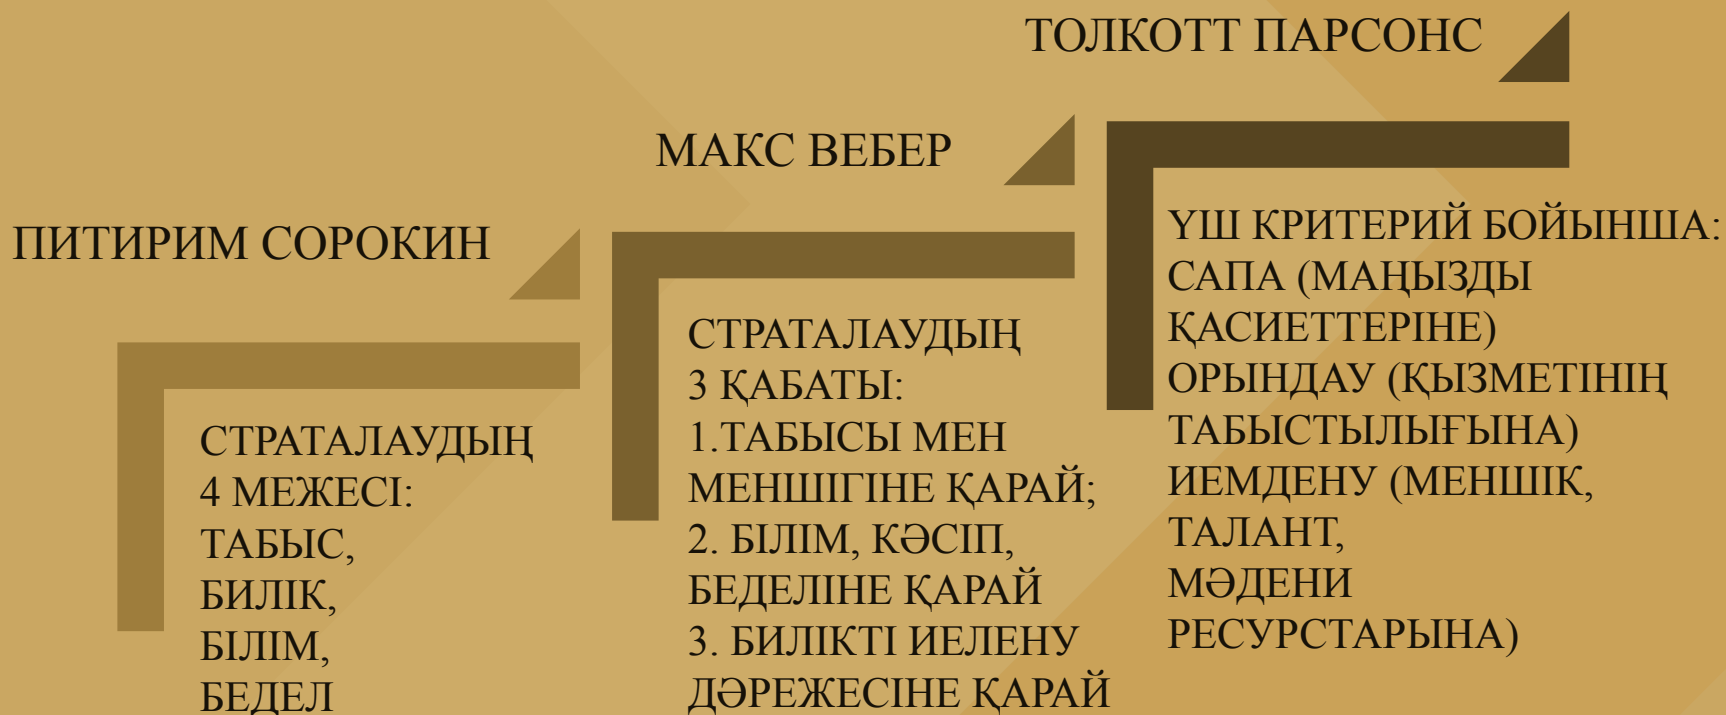 ПИТИРИМ СОРОКИН
СТРАТАЛАУДЫҢ
4 МЕЖЕСІ:
ТАБЫС,
БИЛІК,
БІЛІМ,
БЕДЕЛ
МАКС ВЕБЕР
СТРАТАЛАУДЫҢ
3 ҚАБАТЫ:
1.ТАБЫСЫ МЕН
МЕНШІГІНЕ ҚАРАЙ;
2. БІЛІМ, КӘСІП,
БЕДЕЛІНЕ ҚАРАЙ
3. БИЛІКТІ ИЕЛЕНУ
ДӘРЕЖЕСІНЕ ҚАРАЙ
ТОЛКОТТ ПАРСОНС
ҮШ КРИТЕРИЙ БОЙЫНША:
САПА (МАҢЫЗДЫ
ҚАСИЕТТЕРІНЕ)
ОРЫНДАУ (ҚЫЗМЕТІНІҢ
ТАБЫСТЫЛЫҒЫНА)
ИЕМДЕНУ (МЕНШІК,
ТАЛАНТ,
МӘДЕНИ
РЕСУРСТАРЫНА)